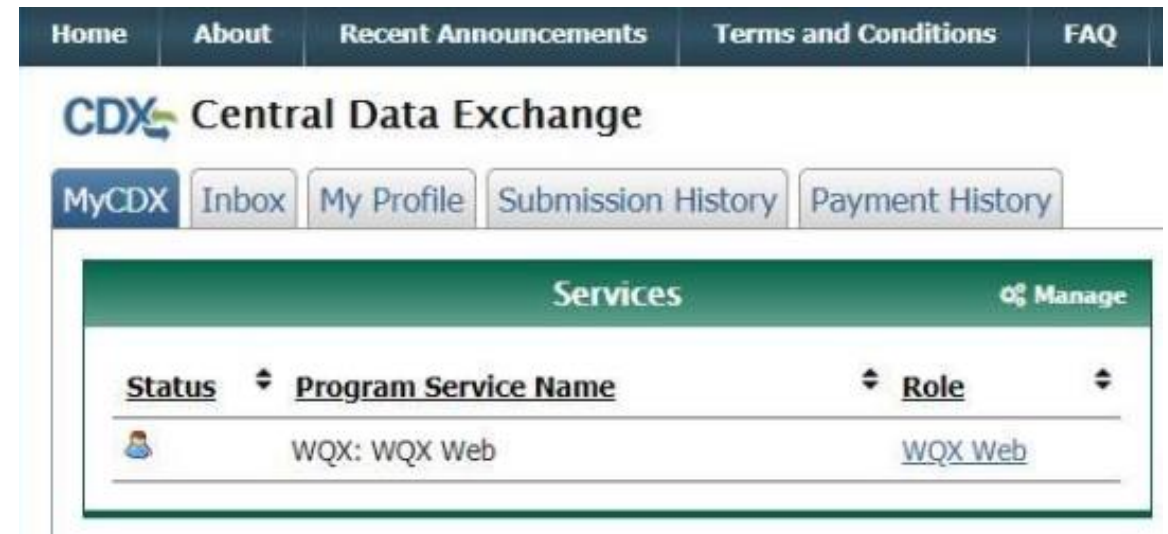 Home About Recent Announcements Terms and Conditions FAQ
CDX Central Data Exchange
MyCDX Inbox My Profile Submission History Payment History
Services Manage
Status Program Service Name Role
WQX: WQX Web WQX Web